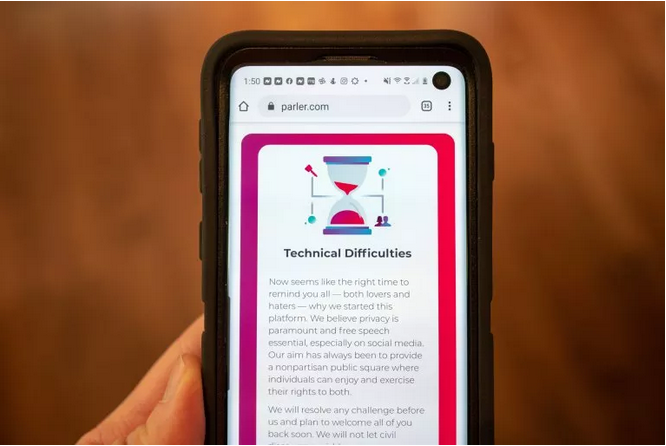 1:50
parler.com
35
Technical Difficulties
Now seems like the right time to
remind you all — both lovers and
haters — why we started this
platform. We believe privacy is
paramount and free speech
essential, especially on social media.
Our aim has always been to provide
a nonpartisan public square where
individuals can enjoy and exercise
their rights to both.
We will resolve any challenge before
us and plan to welcome all of you
back soon. We will not let civil